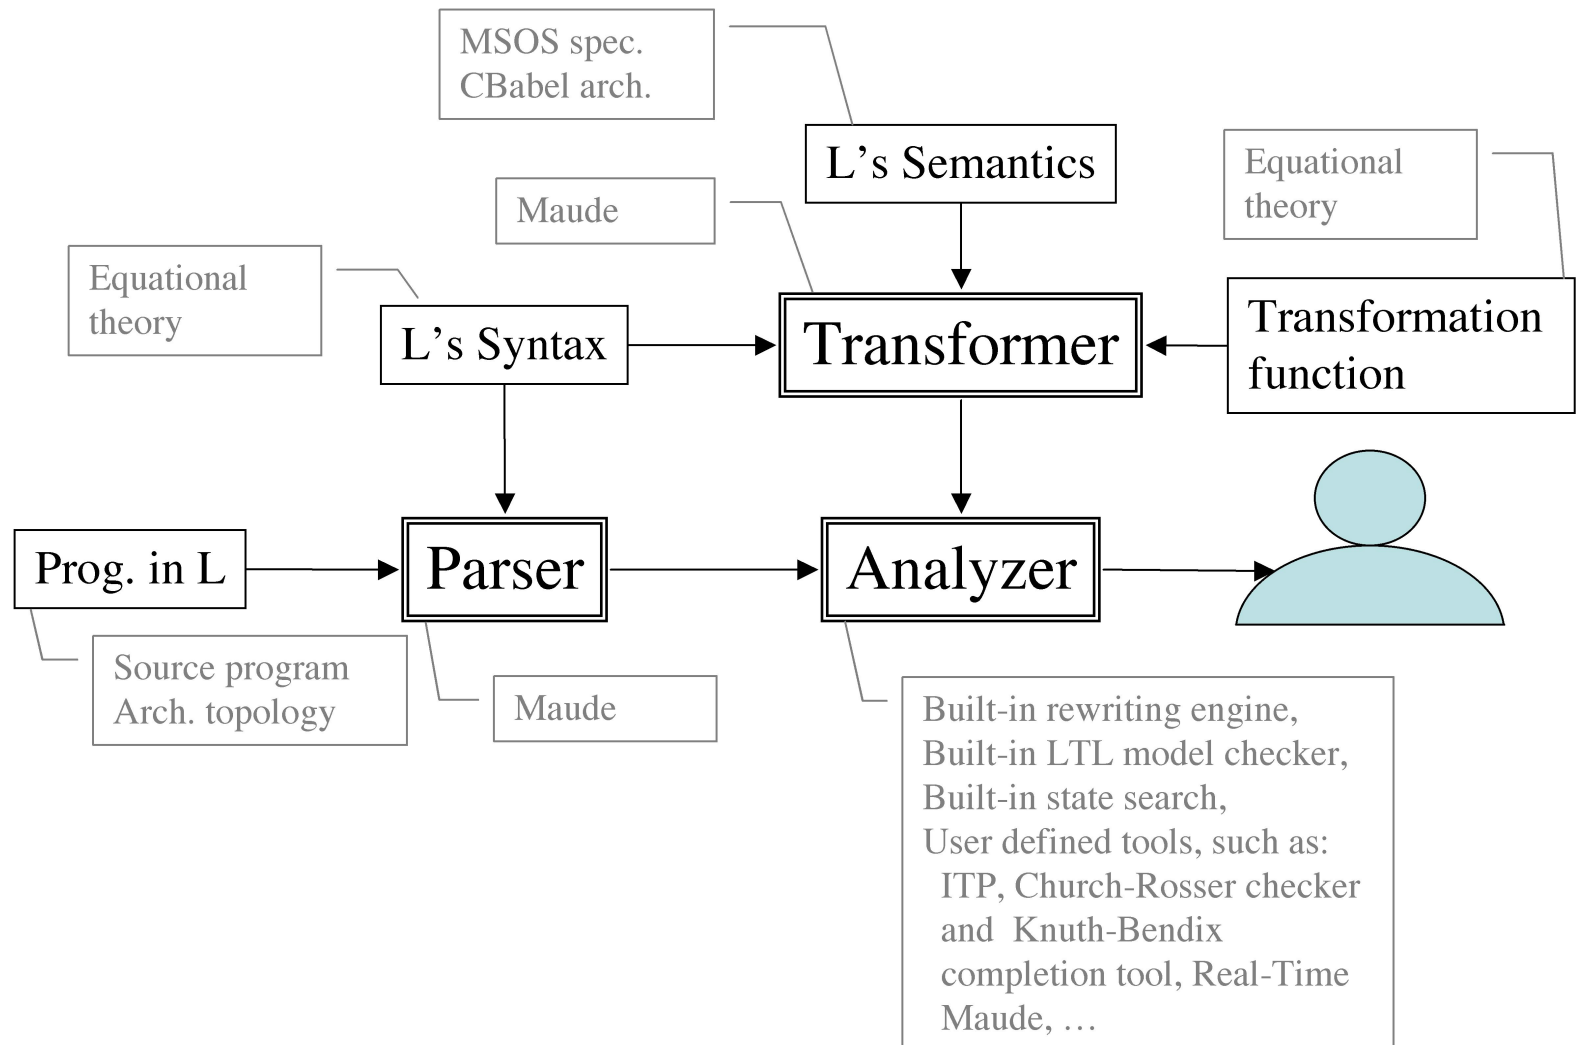 MSOS spec.
CBabel arch.
L’s Semantics
Equational
theory
Maude
Equational
theory
L’s Syntax
Transformer
Transformation
function
Prog. in L
Parser
Analyzer
Source program
Arch. topology
Maude
Built-in rewriting engine,
Built-in LTL model checker,
Built-in state search,
User defined tools, such as:
ITP, Church-Rosser checker
and  Knuth-Bendix
completion tool, Real-Time
Maude, …